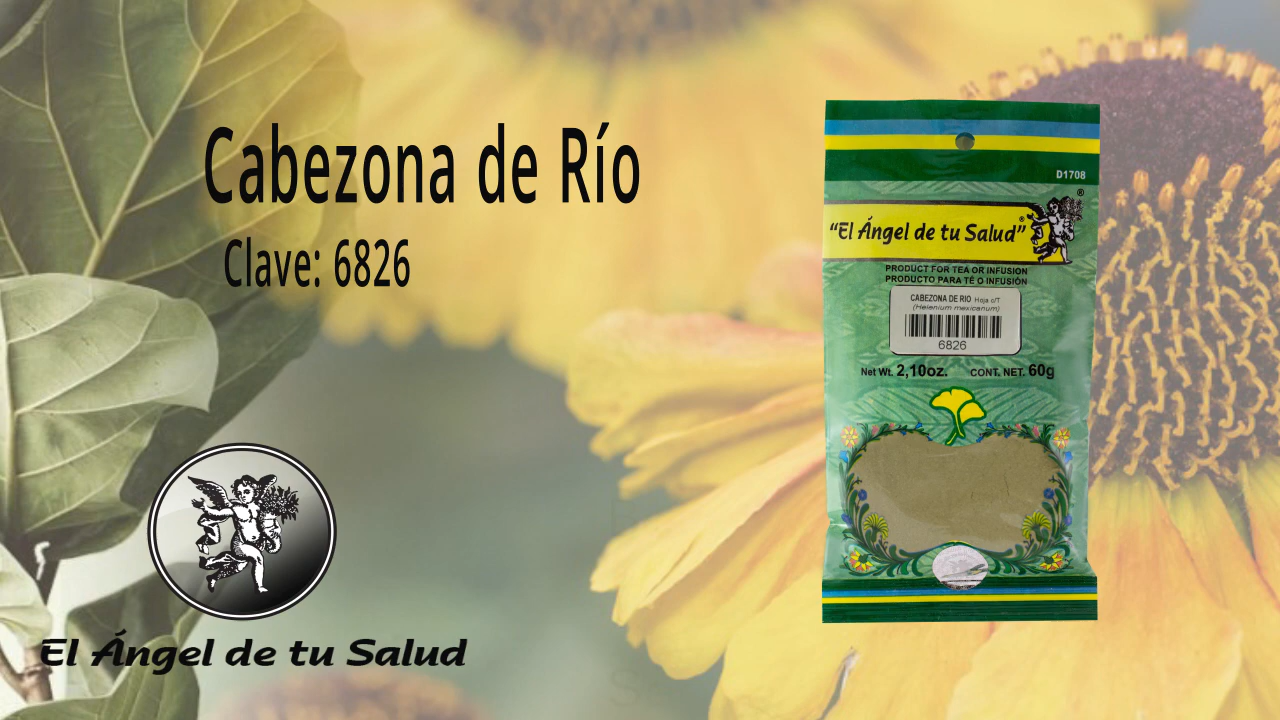 Cabezona de Río
Clave: 6826
D1708
®
“El Ángel de tu Salud”®
PRODUCT FOR TEA OR INFUSION
PRODUCTO PARA TÉ O INFUSIÓN
CABEZONA DE RIO Hoja c/T
(Helenium mexicanum)
6826
Net Wt. 2,10oz. CONT. NET. 60g
El Ángel de tu Salud